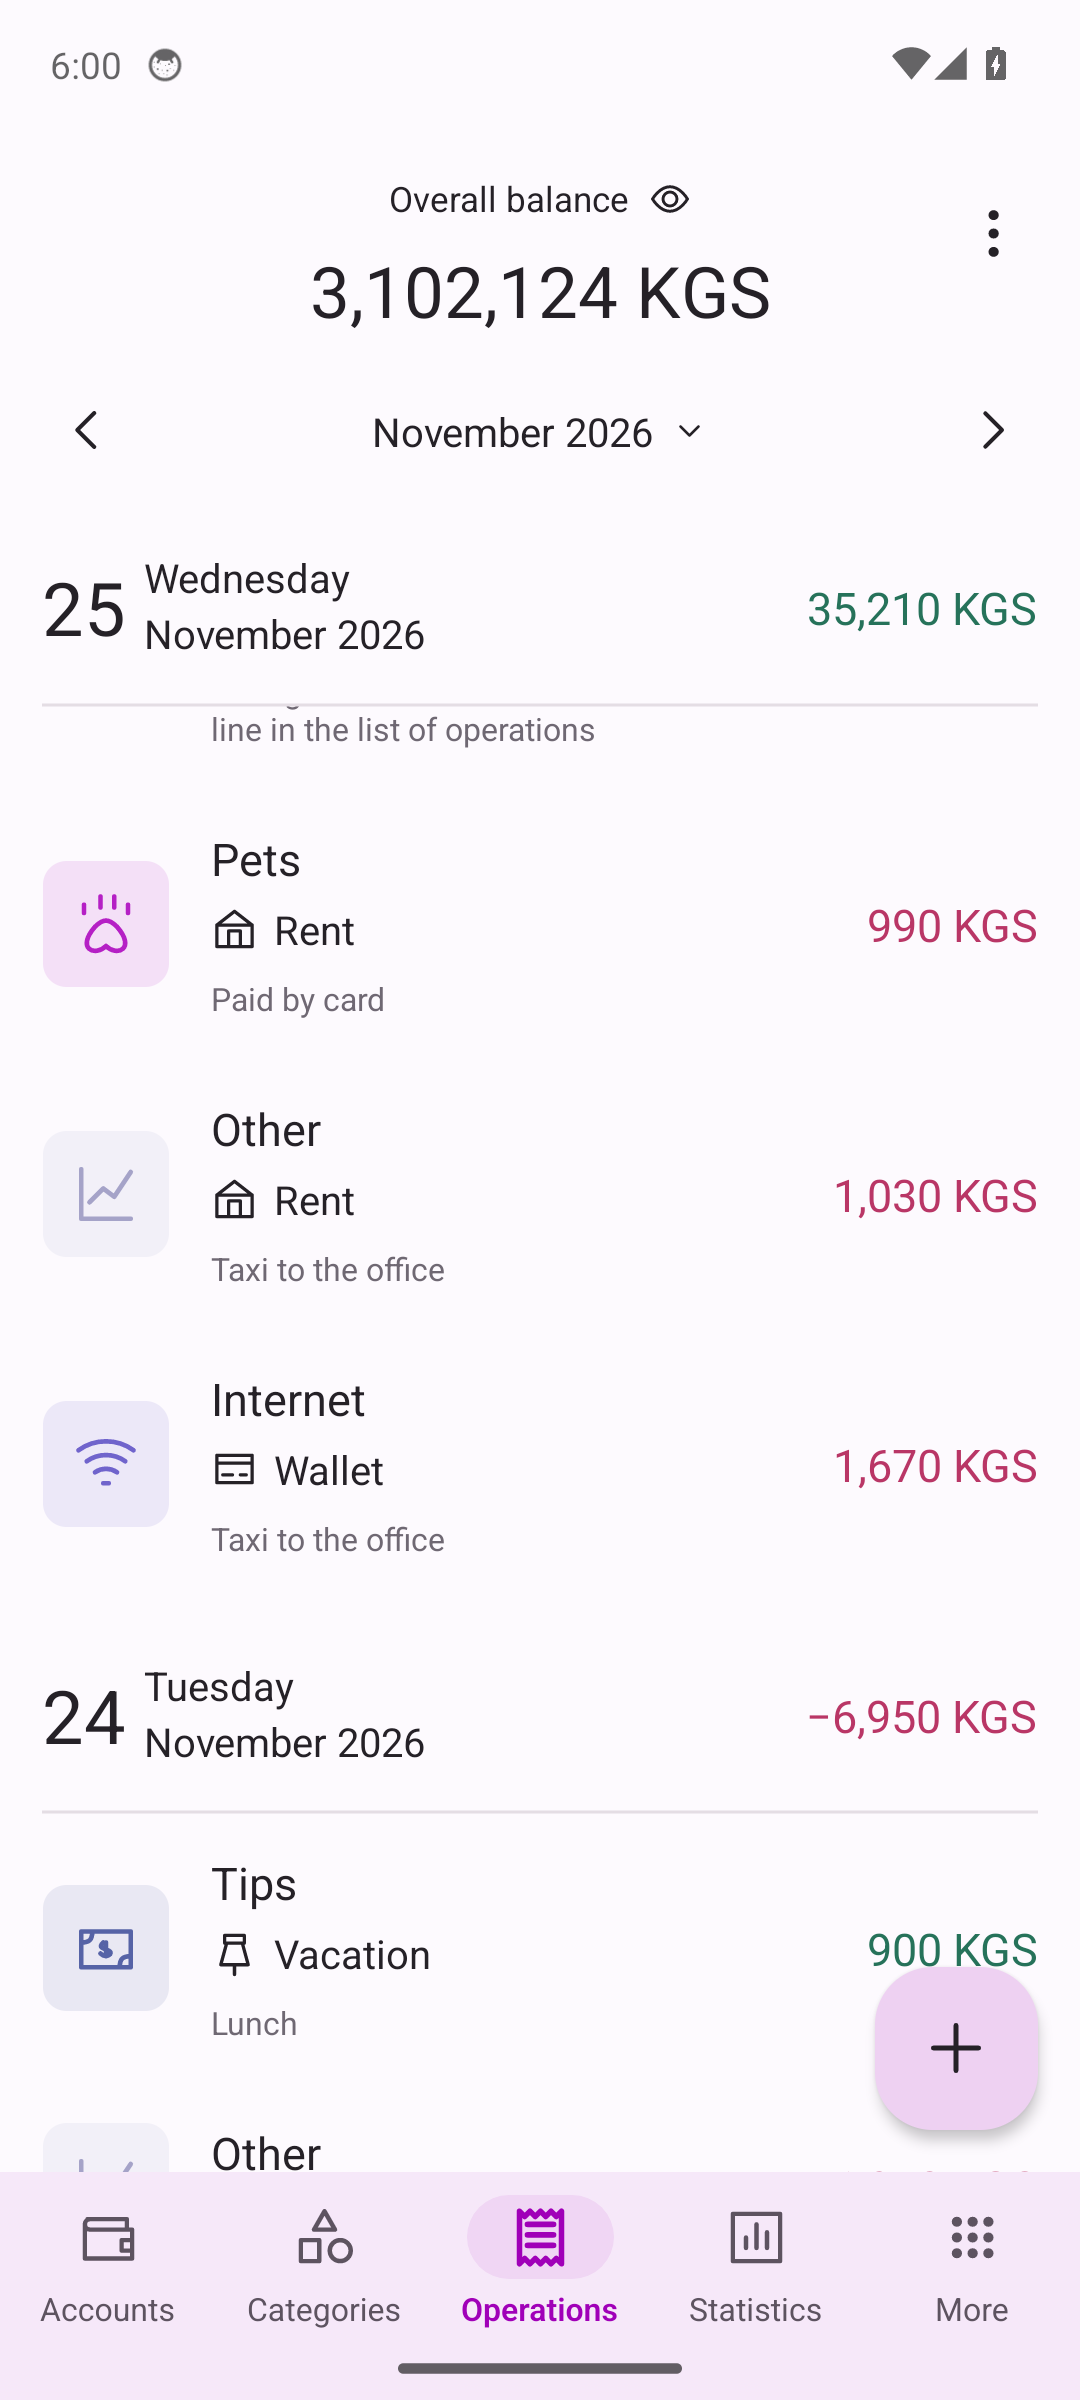 6:00
Overall balance
3,102,124 KGS
November 2026
25
Wednesday
November 2026
35,210 KGS
line in the list of operations
Pets
Rent
990 KGS
Paid by card
Other
Rent
1,030 KGS
Taxi to the office
Internet
Wallet
1,670 KGS
Taxi to the office
24
Tuesday
November 2026
−6,950 KGS
Tips
Vacation
900 KGS
Lunch
Other
Accounts
Categories
Operations
Statistics
More